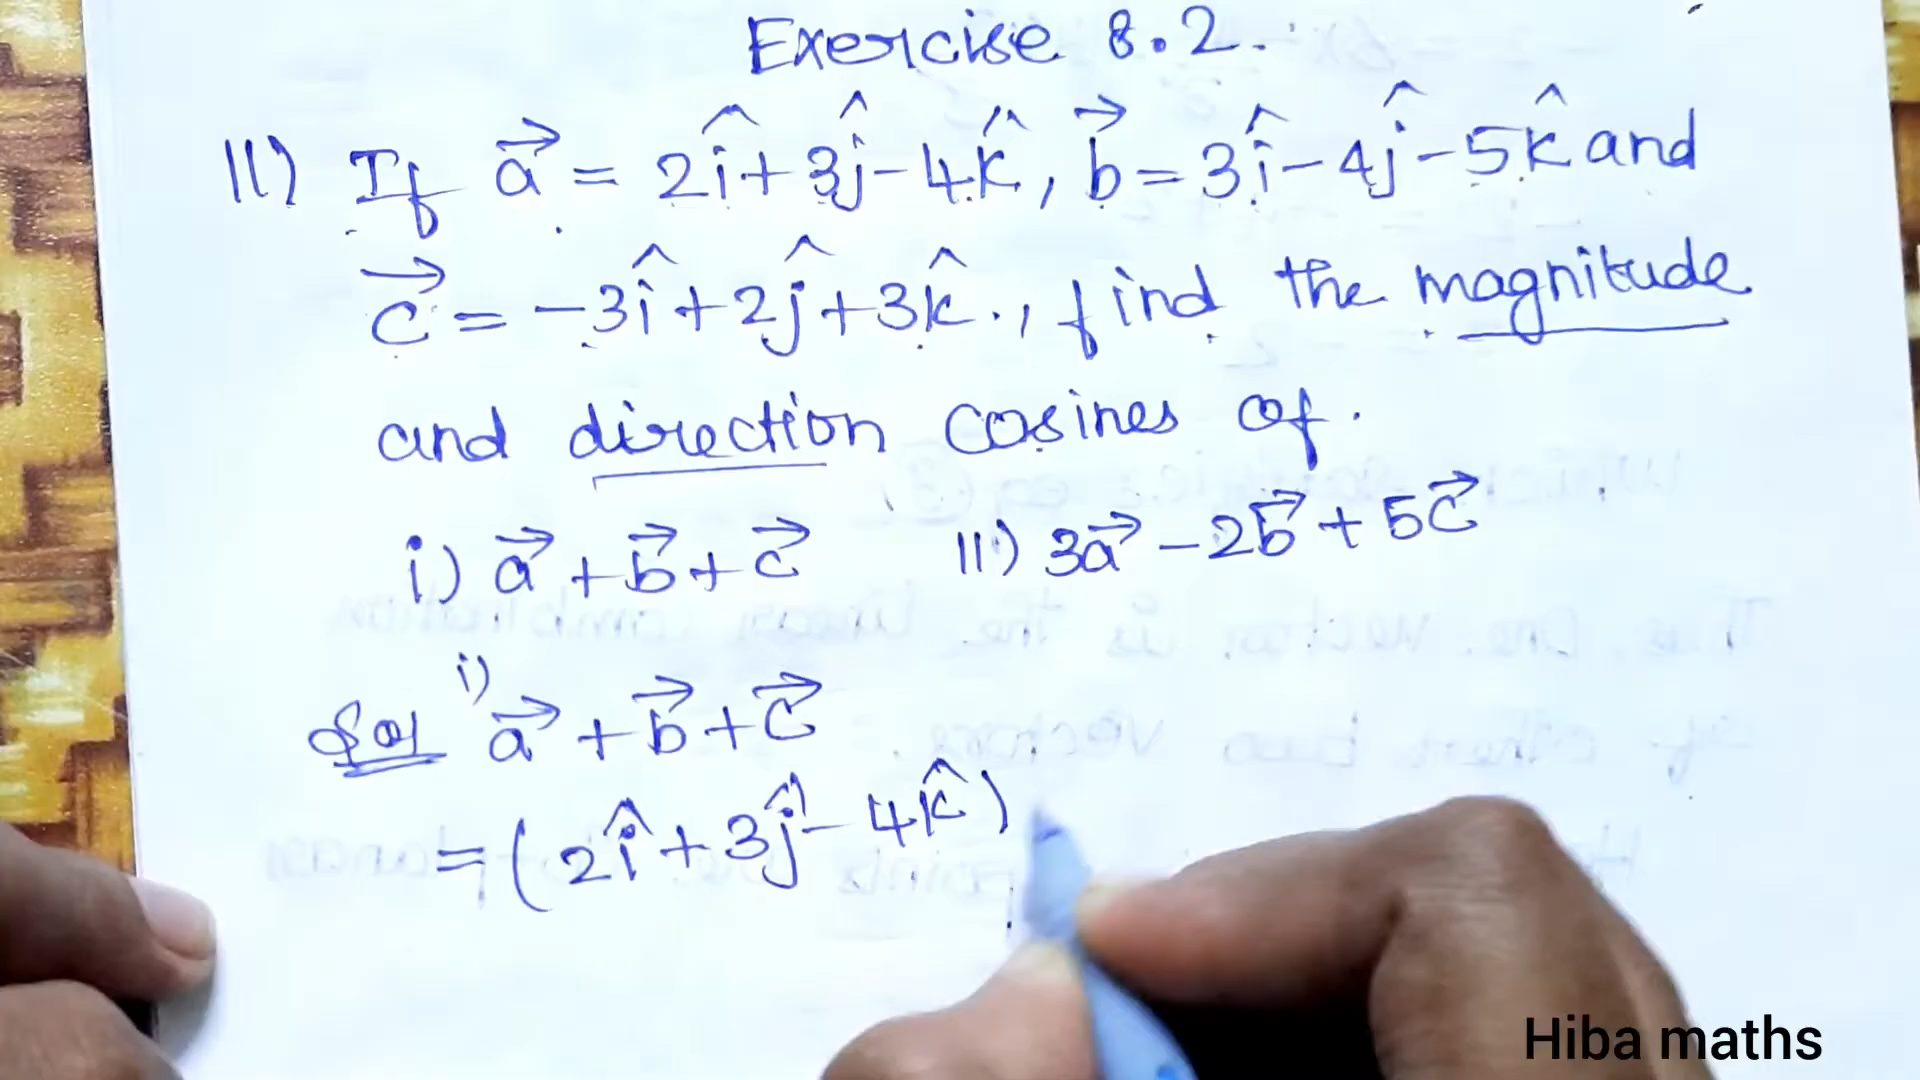 Exercise 8.2.
11) If a⃗ = 2î + 3ĵ - 4k̂, b⃗ = 3î - 4ĵ - 5k̂ and
c⃗ = -3î + 2ĵ + 3k̂., find the magnitude
and direction cosines of.
i) a⃗ + b⃗ + c⃗ 11) 3a⃗ - 2b⃗ + 5c⃗
Sol i) a⃗ + b⃗ + c⃗
= (2î + 3ĵ - 4k̂)
Hiba maths